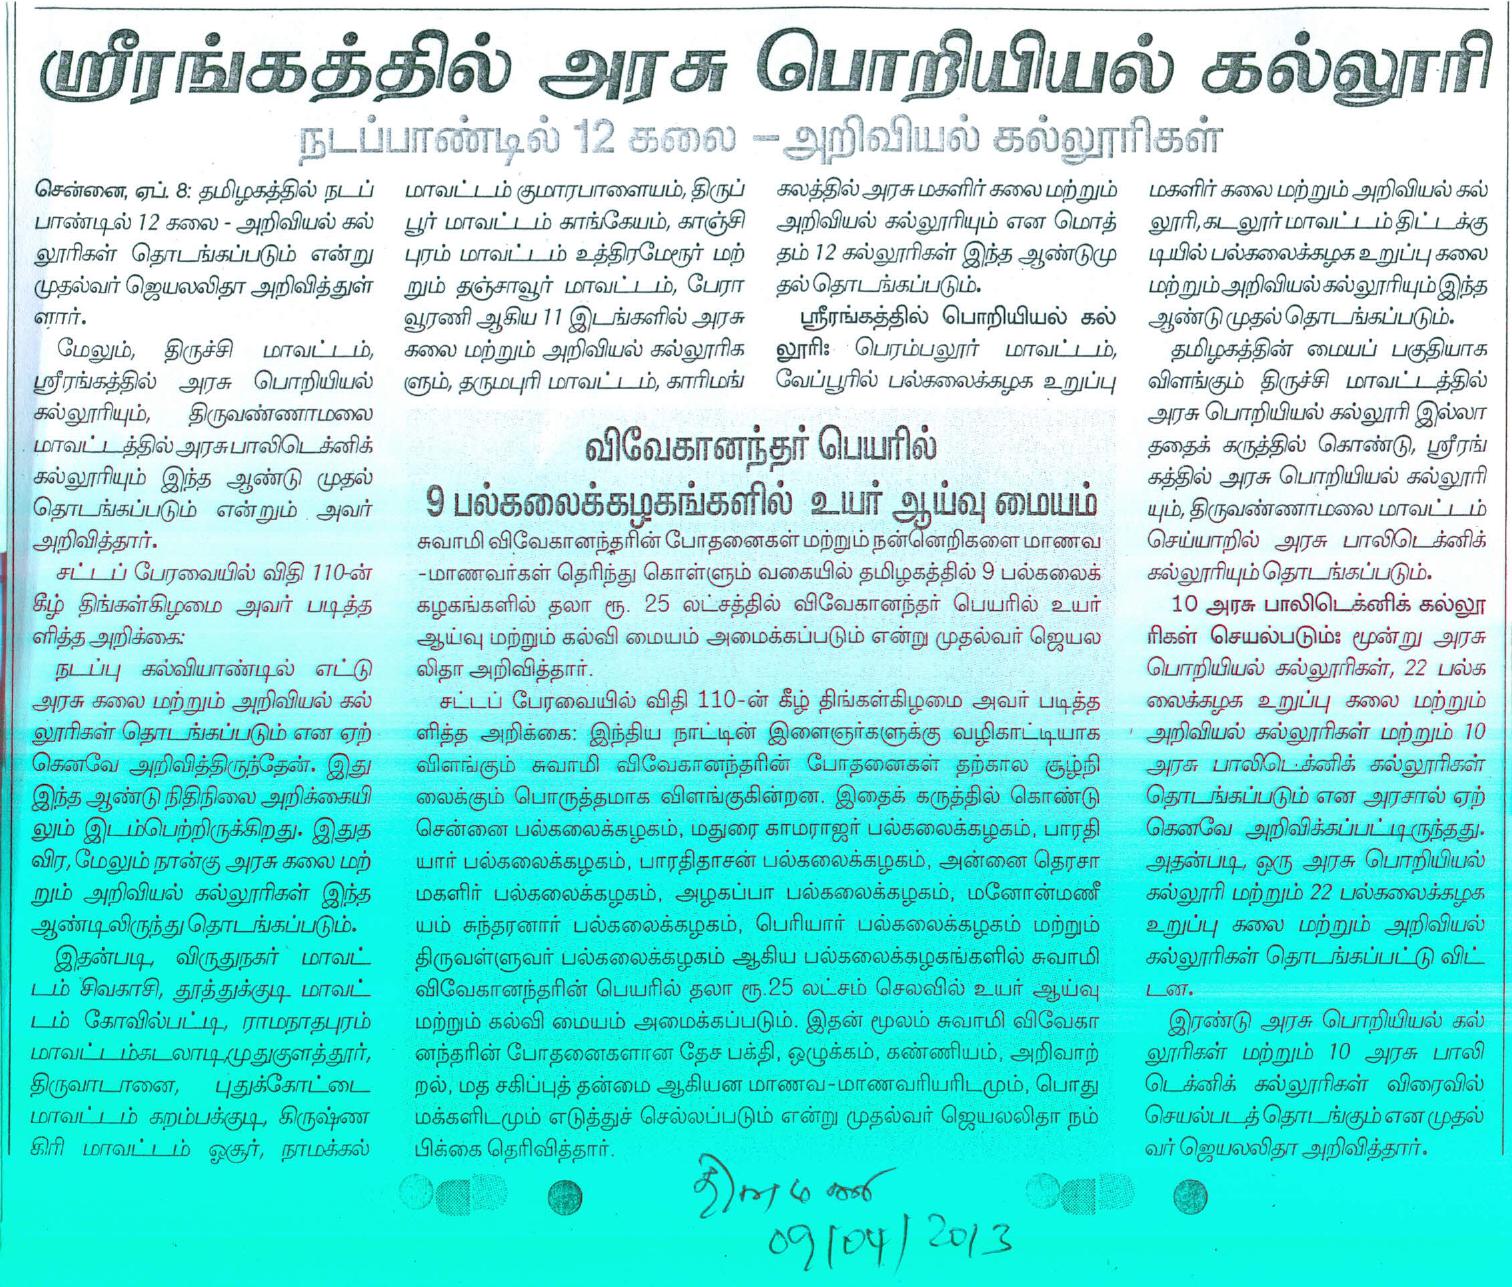 ஸ்ரீரங்கத்தில் அரசு பொறியியல் கல்லூரி
நடப்பாண்டில் 12 கலை – அறிவியல் கல்லூரிகள்
சென்னை, ஏப். 8: தமிழகத்தில் நடப்
பாண்டில் 12 கலை - அறிவியல் கல்
லூரிகள் தொடங்கப்படும் என்று
முதல்வர் ஜெயலலிதா அறிவித்துள்
ளார்.
மேலும், திருச்சி மாவட்டம்,
ஸ்ரீரங்கத்தில் அரசு பொறியியல்
கல்லூரியும், திருவண்ணாமலை
மாவட்டத்தில் அரசு பாலிடெக்னிக்
கல்லூரியும் இந்த ஆண்டு முதல்
தொடங்கப்படும் என்றும் அவர்
அறிவித்தார்.
சட்டப் பேரவையில் விதி 110-ன்
கீழ் திங்கள்கிழமை அவர் படித்த
ளித்த அறிக்கை:
நடப்பு கல்வியாண்டில் எட்டு
அரசு கலை மற்றும் அறிவியல் கல்
லூரிகள் தொடங்கப்படும் என ஏற்
கெனவே அறிவித்திருந்தேன். இது
இந்த ஆண்டு நிதிநிலை அறிக்கையி
லும் இடம்பெற்றிருக்கிறது. இதுத
விர, மேலும் நான்கு அரசு கலை மற்
றும் அறிவியல் கல்லூரிகள் இந்த
ஆண்டிலிருந்து தொடங்கப்படும்.
இதன்படி, விருதுநகர் மாவட்
டம் சிவகாசி, தூத்துக்குடி மாவட்
டம் கோவில்பட்டி, ராமநாதபுரம்
மாவட்டம் கடலாடி, முதுகுளத்தூர்,
திருவாடானை, புதுக்கோட்டை
மாவட்டம் கறம்பக்குடி, கிருஷ்ண
கிரி மாவட்டம் ஓசூர், நாமக்கல்
மாவட்டம் குமாரபாளையம், திருப்
பூர் மாவட்டம் காங்கேயம், காஞ்சி
புரம் மாவட்டம் உத்திரமேரூர் மற்
றும் தஞ்சாவூர் மாவட்டம், பேரா
வூரணி ஆகிய 11 இடங்களில் அரசு
கலை மற்றும் அறிவியல் கல்லூரிக
ளும், தருமபுரி மாவட்டம், காரிமங்
கலத்தில் அரசு மகளிர் கலை மற்றும்
அறிவியல் கல்லூரியும் என மொத்
தம் 12 கல்லூரிகள் இந்த ஆண்டுமு
தல் தொடங்கப்படும்.
ஸ்ரீரங்கத்தில் பொறியியல் கல்
லூரி: பெரம்பலூர் மாவட்டம்,
வேப்பூரில் பல்கலைக்கழக உறுப்பு
மகளிர் கலை மற்றும் அறிவியல் கல்
லூரி, கடலூர் மாவட்டம் திட்டக்கு
டியில் பல்கலைக்கழக உறுப்பு கலை
மற்றும் அறிவியல் கல்லூரியும் இந்த
ஆண்டு முதல் தொடங்கப்படும்.
தமிழகத்தின் மையப் பகுதியாக
விளங்கும் திருச்சி மாவட்டத்தில்
அரசு பொறியியல் கல்லூரி இல்லா
ததைக் கருத்தில் கொண்டு, ஸ்ரீரங்
கத்தில் அரசு பொறியியல் கல்லூரி
யும், திருவண்ணாமலை மாவட்டம்
செய்யாறில் அரசு பாலிடெக்னிக்
கல்லூரியும் தொடங்கப்படும்.
10 அரசு பாலிடெக்னிக் கல்லூ
ரிகள் செயல்படும்: மூன்று அரசு
பொறியியல் கல்லூரிகள், 22 பல்க
லைக்கழக உறுப்பு கலை மற்றும்
அறிவியல் கல்லூரிகள் மற்றும் 10
அரசு பாலிடெக்னிக் கல்லூரிகள்
தொடங்கப்படும் என அரசால் ஏற்
கெனவே அறிவிக்கப்பட்டிருந்தது.
அதன்படி, ஒரு அரசு பொறியியல்
கல்லூரி மற்றும் 22 பல்கலைக்கழக
உறுப்பு கலை மற்றும் அறிவியல்
கல்லூரிகள் தொடங்கப்பட்டு விட்
டன.
இரண்டு அரசு பொறியியல் கல்
லூரிகள் மற்றும் 10 அரசு பாலி
டெக்னிக் கல்லூரிகள் விரைவில்
செயல்படத் தொடங்கும் என முதல்
வர் ஜெயலலிதா அறிவித்தார்.
விவேகானந்தர் பெயரில்
9 பல்கலைக்கழகங்களில் உயர் ஆய்வு மையம்
சுவாமி விவேகானந்தரின் போதனைகள் மற்றும் நன்னெறிகளை மாணவ
-மாணவர்கள் தெரிந்து கொள்ளும் வகையில் தமிழகத்தில் 9 பல்கலைக்
கழகங்களில் தலா ரூ. 25 லட்சத்தில் விவேகானந்தர் பெயரில் உயர்
ஆய்வு மற்றும் கல்வி மையம் அமைக்கப்படும் என்று முதல்வர் ஜெயல
லிதா அறிவித்தார்.
சட்டப் பேரவையில் விதி 110-ன் கீழ் திங்கள்கிழமை அவர் படித்த
ளித்த அறிக்கை: இந்திய நாட்டின் இளைஞர்களுக்கு வழிகாட்டியாக
விளங்கும் சுவாமி விவேகானந்தரின் போதனைகள் தற்கால சூழ்நி
லைக்கும் பொருத்தமாக விளங்குகின்றன. இதைக் கருத்தில் கொண்டு
சென்னை பல்கலைக்கழகம், மதுரை காமராஜர் பல்கலைக்கழகம், பாரதி
யார் பல்கலைக்கழகம், பாரதிதாசன் பல்கலைக்கழகம், அன்னை தெரசா
மகளிர் பல்கலைக்கழகம், அழகப்பா பல்கலைக்கழகம், மனோன்மணீ
யம் சுந்தரனார் பல்கலைக்கழகம், பெரியார் பல்கலைக்கழகம் மற்றும்
திருவள்ளுவர் பல்கலைக்கழகம் ஆகிய பல்கலைக்கழகங்களில் சுவாமி
விவேகானந்தரின் பெயரில் தலா ரூ.25 லட்சம் செலவில் உயர் ஆய்வு
மற்றும் கல்வி மையம் அமைக்கப்படும். இதன் மூலம் சுவாமி விவேகா
னந்தரின் போதனைகளான தேச பக்தி, ஒழுக்கம், கண்ணியம், அறிவாற்
றல், மத சகிப்புத் தன்மை ஆகியன மாணவ-மாணவரியரிடமும், பொது
மக்களிடமும் எடுத்துச் செல்லப்படும் என்று முதல்வர் ஜெயலலிதா நம்
பிக்கை தெரிவித்தார்.
தினமணி
09/04/2013